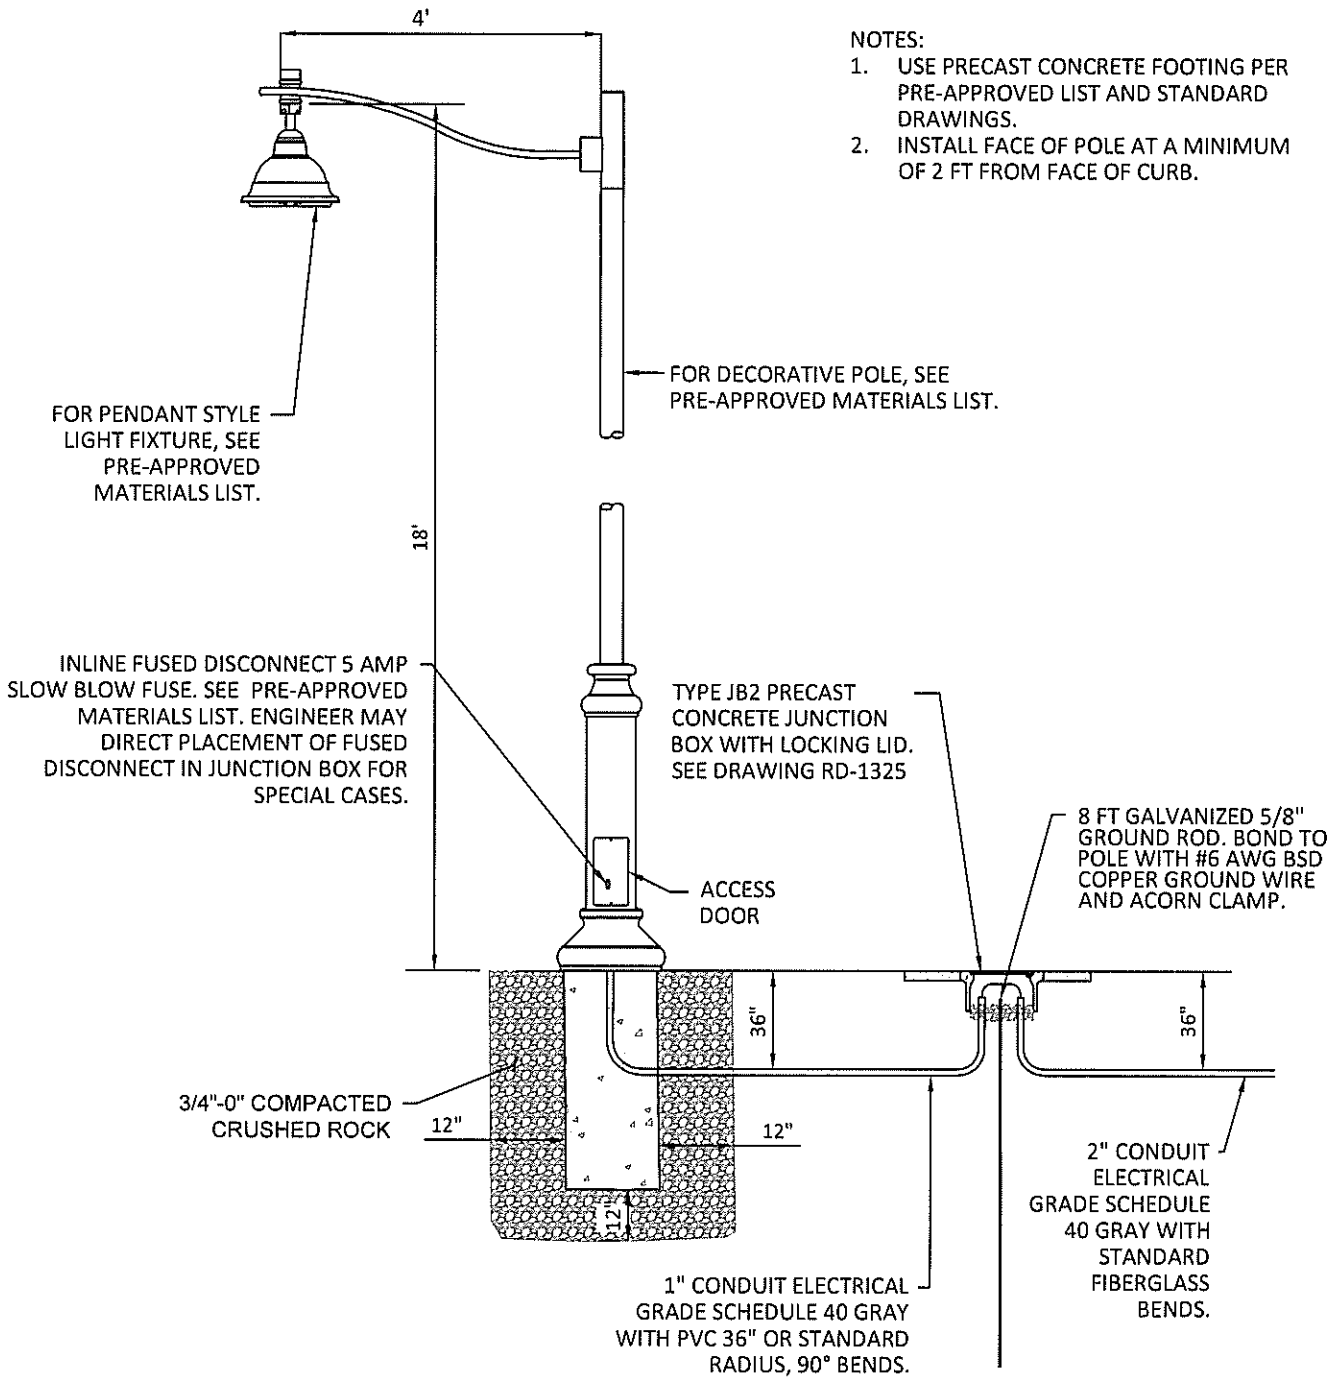 4'
NOTES:
1. USE PRECAST CONCRETE FOOTING PER
PRE-APPROVED LIST AND STANDARD
DRAWINGS.
2. INSTALL FACE OF POLE AT A MINIMUM
OF 2 FT FROM FACE OF CURB.
FOR DECORATIVE POLE, SEE
PRE-APPROVED MATERIALS LIST.
FOR PENDANT STYLE
LIGHT FIXTURE, SEE
PRE-APPROVED
MATERIALS LIST.
18'
INLINE FUSED DISCONNECT 5 AMP
SLOW BLOW FUSE. SEE PRE-APPROVED
MATERIALS LIST. ENGINEER MAY
DIRECT PLACEMENT OF FUSED
DISCONNECT IN JUNCTION BOX FOR
SPECIAL CASES.
TYPE JB2 PRECAST
CONCRETE JUNCTION
BOX WITH LOCKING LID.
SEE DRAWING RD-1325
8 FT GALVANIZED 5/8"
GROUND ROD. BOND TO
POLE WITH #6 AWG BSD
COPPER GROUND WIRE
AND ACORN CLAMP.
ACCESS
DOOR
36"
36"
3/4"-0" COMPACTED
CRUSHED ROCK
12"
12"
12"
2" CONDUIT
ELECTRICAL
GRADE SCHEDULE
40 GRAY WITH
STANDARD
FIBERGLASS
BENDS.
1" CONDUIT ELECTRICAL
GRADE SCHEDULE 40 GRAY
WITH PVC 36" OR STANDARD
RADIUS, 90° BENDS.